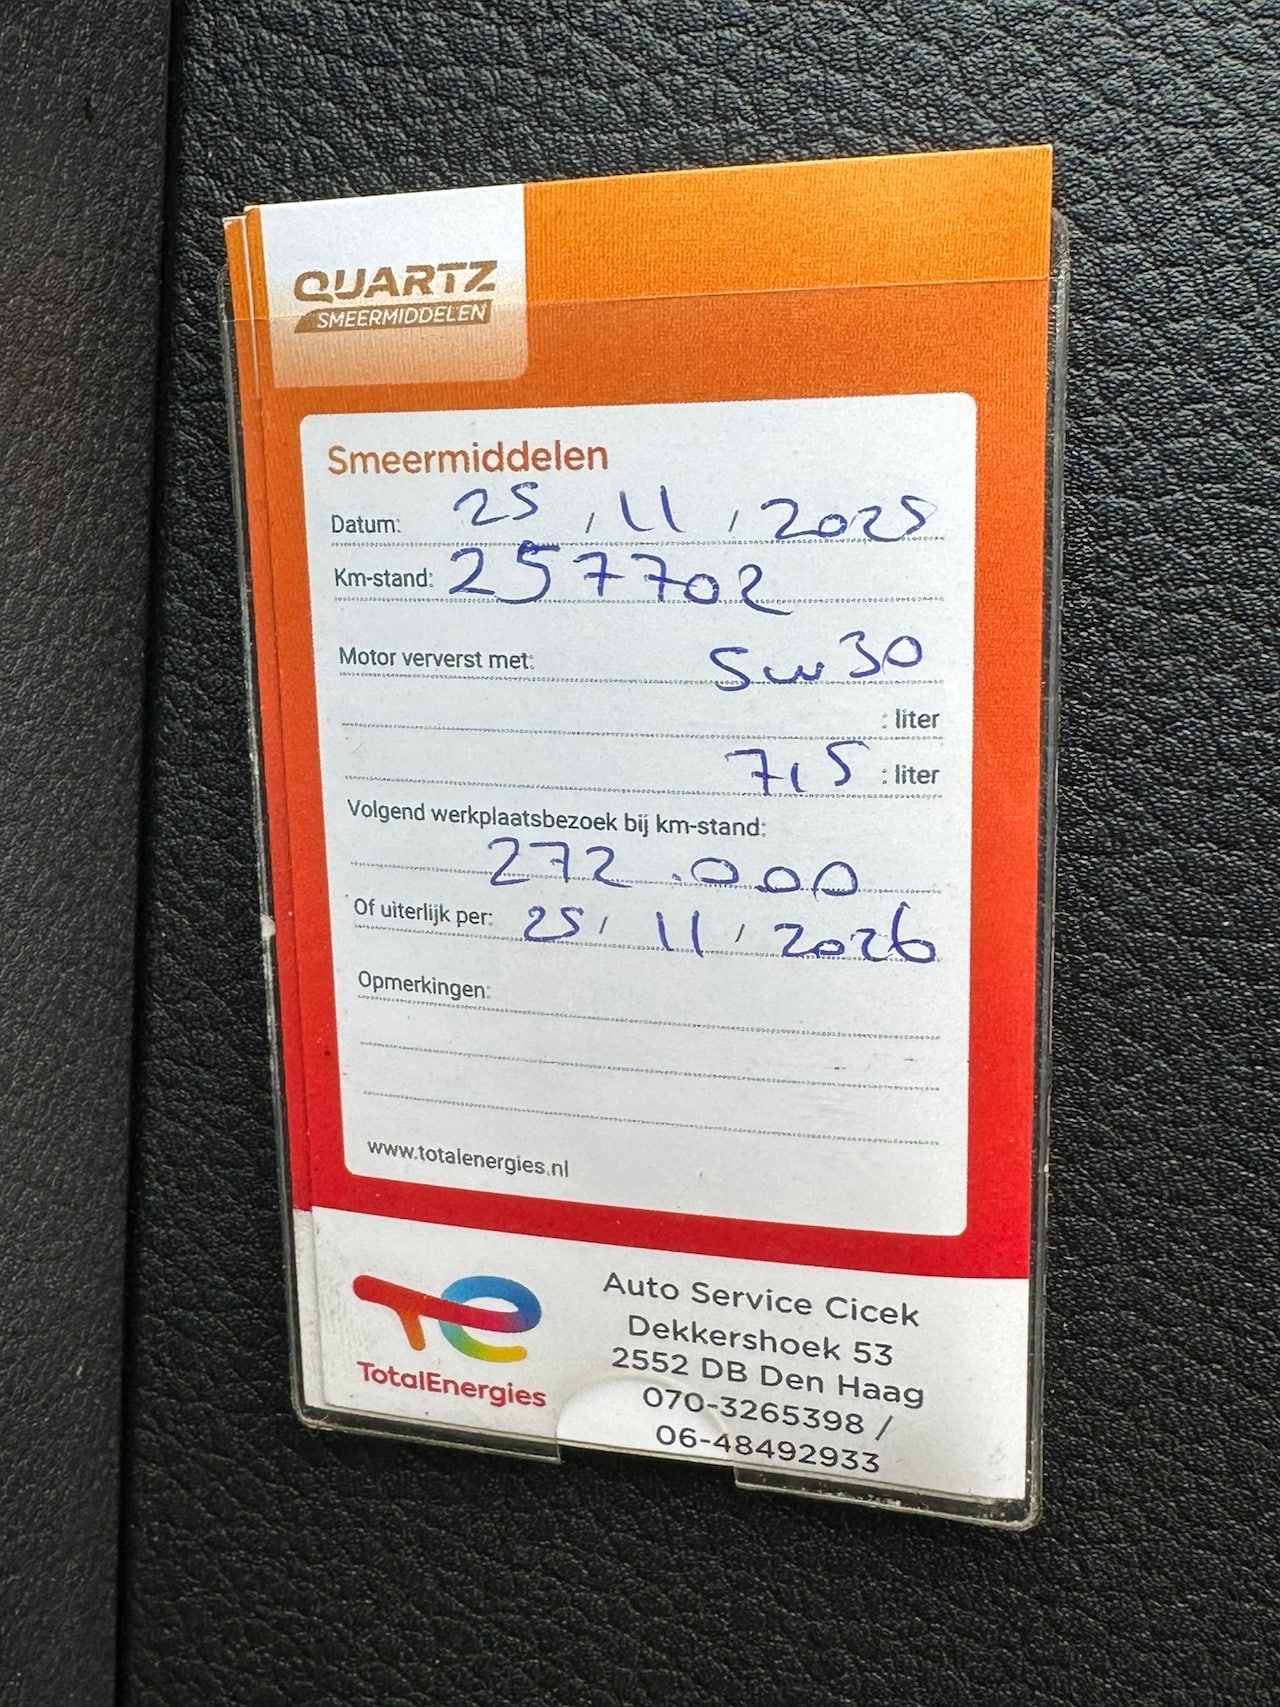 QUARTZ
SMEERMIDDELEN
Smeermiddelen
Datum: 25 / 11 / 2025
Km-stand: 257702
Motor ververst met: 5w30
: liter
7,5 : liter
Volgend werkplaatsbezoek bij km-stand:
272.000
Of uiterlijk per: 25 / 11 / 2026
Opmerkingen:
www.totalenergies.nl
TotalEnergies
Auto Service Cicek
Dekkershoek 53
2552 DB Den Haag
070-3265398 /
06-48492933